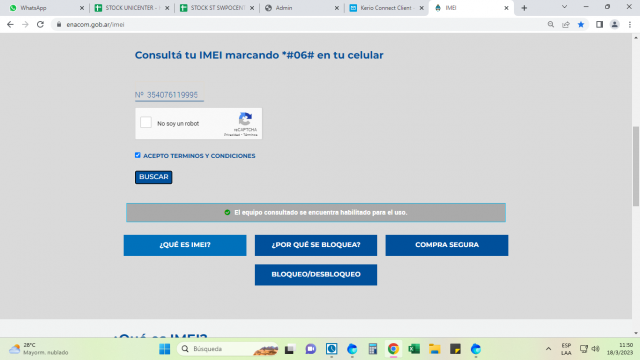 WhatsApp
STOCK UNICENTER - H
STOCK ST SWPOCENT
Admin
Kerio Connect Client
IMEI
enacom.gob.ar/imei
Consultá tu IMEI marcando *#06# en tu celular
Nº 354076119995
No soy un robot
reCAPTCHA
Privacidad - Términos
ACEPTO TERMINOS Y CONDICIONES
BUSCAR
El equipo consultado se encuentra habilitado para el uso.
¿QUÉ ES IMEI?
¿POR QUÉ SE BLOQUEA?
COMPRA SEGURA
BLOQUEO/DESBLOQUEO
¿Qué es IMEI?
28°C
Mayorm. nublado
Búsqueda
ESP
LAA
11:50
18/3/2023